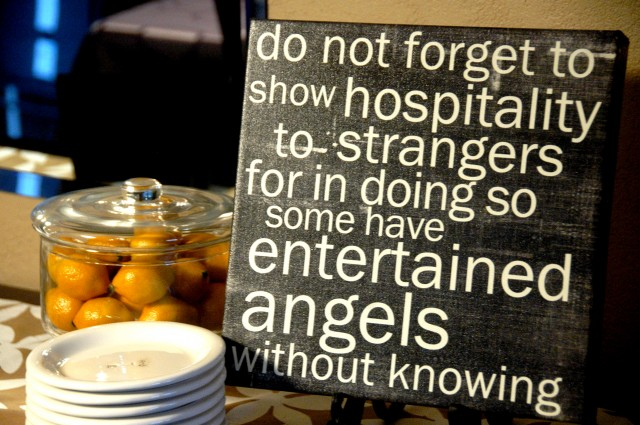 do not forget to
show hospitality
to strangers
for in doing so
some have
entertained
angels
without knowing